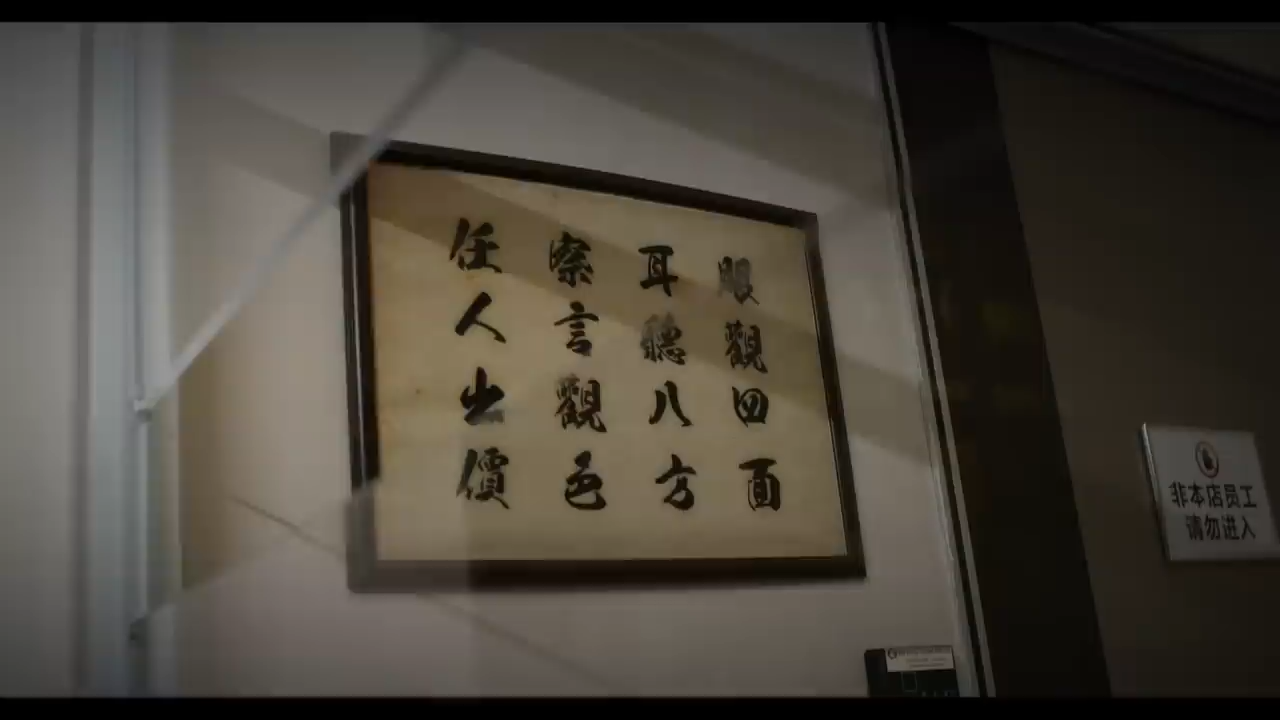 眼觀四面
耳聽八方
察言觀色
任人出價
非本店员工
请勿进入